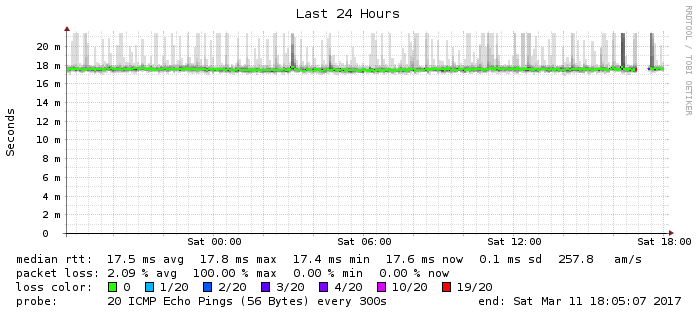 Last 24 Hours
RRDTOOL / TOBI OETIKER
Seconds
20 m
18 m
16 m
14 m
12 m
10 m
8 m
6 m
4 m
2 m
0
Sat 00:00 Sat 06:00 Sat 12:00 Sat 18:00
median rtt: 17.5 ms avg 17.8 ms max 17.4 ms min 17.6 ms now 0.1 ms sd 257.8 am/s
packet loss: 2.09 % avg 100.00 % max 0.00 % min 0.00 % now
loss color: 0 1/20 2/20 3/20 4/20 10/20 19/20
probe: 20 ICMP Echo Pings (56 Bytes) every 300s end: Sat Mar 11 18:05:07 2017